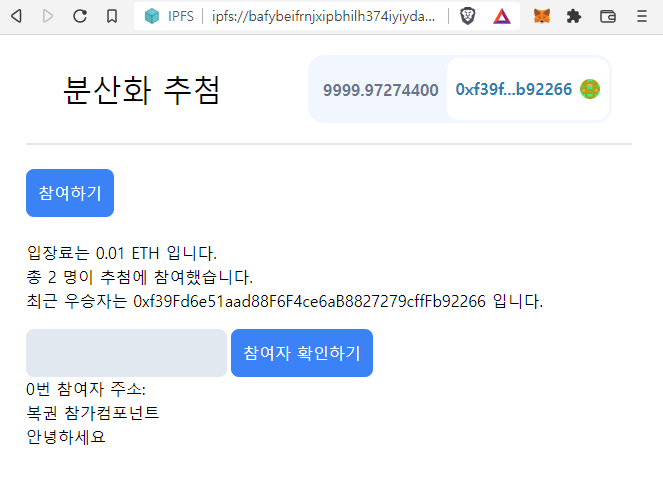 IPFS ipfs://bafybeifrnjxipbhilh374iyiyda...
분산화 추첨
9999.97274400 0xf39f...b92266
참여하기
입장료는 0.01 ETH 입니다.
총 2 명이 추첨에 참여했습니다.
최근 우승자는 0xf39Fd6e51aad88F6F4ce6aB8827279cffFb92266 입니다.
참여자 확인하기
0번 참여자 주소:
복권 참가컴포넌트
안녕하세요